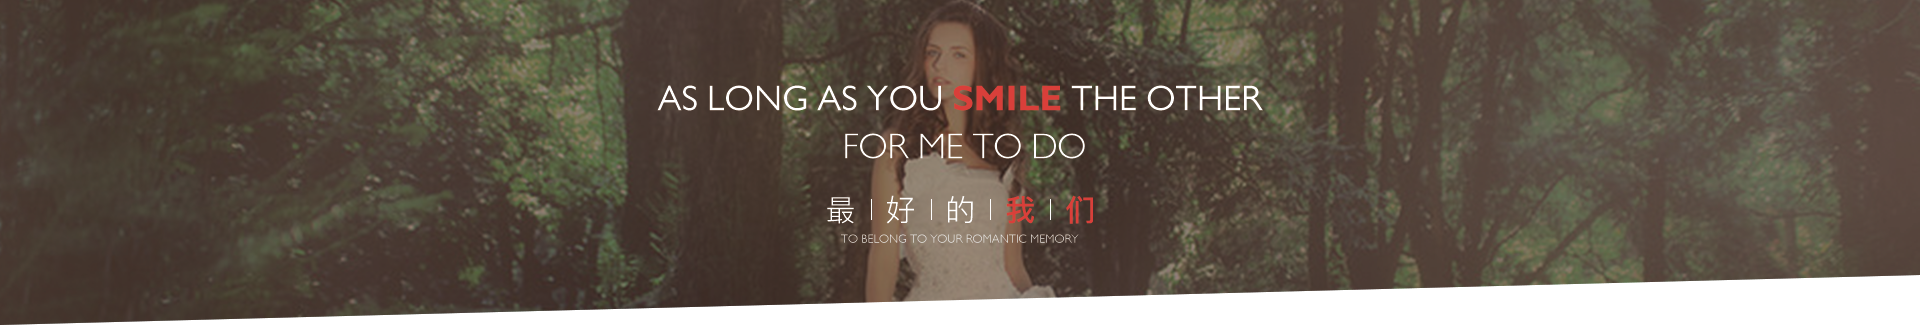 AS LONG AS YOU SMILE THE OTHER
FOR ME TO DO
最|好|的|我|们
TO BELONG TO YOUR ROMANTIC MEMORY